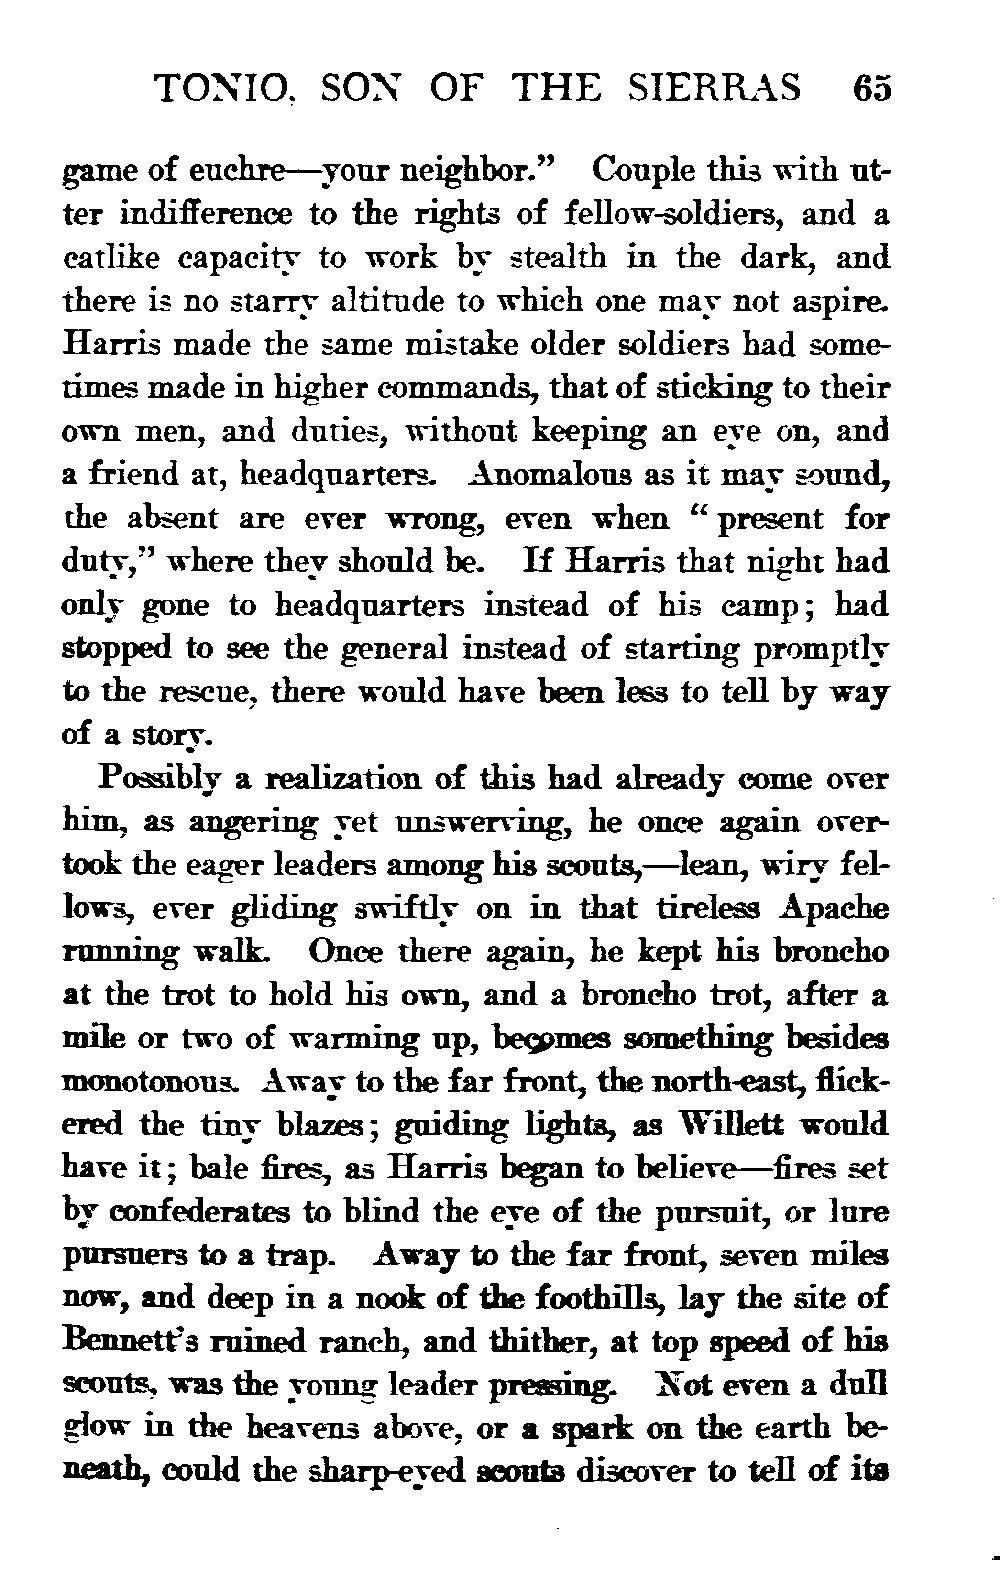 TONIO, SON OF THE SIERRAS 65
game of euchre—your neighbor." Couple this with ut-
ter indifference to the rights of fellow-soldiers, and a
catlike capacity to work by stealth in the dark, and
there is no starry altitude to which one may not aspire.
Harris made the same mistake older soldiers had some-
times made in higher commands, that of sticking to their
own men, and duties, without keeping an eye on, and
a friend at, headquarters. Anomalous as it may sound,
the absent are ever wrong, even when "present for
duty," where they should be. If Harris that night had
only gone to headquarters instead of his camp; had
stopped to see the general instead of starting promptly
to the rescue, there would have been less to tell by way
of a story.
Possibly a realization of this had already come over
him, as angering yet unswerving, he once again over-
took the eager leaders among his scouts,—lean, wiry fel-
lows, ever gliding swiftly on in that tireless Apache
running walk. Once there again, he kept his broncho
at the trot to hold his own, and a broncho trot, after a
mile or two of warming up, becomes something besides
monotonous. Away to the far front, the north-east, flick-
ered the tiny blazes; guiding lights, as Willett would
have it; bale fires, as Harris began to believe—fires set
by confederates to blind the eye of the pursuit, or lure
pursuers to a trap. Away to the far front, seven miles
now, and deep in a nook of the foothills, lay the site of
Bennett's ruined ranch, and thither, at top speed of his
scouts, was the young leader pressing. Not even a dull
glow in the heavens above, or a spark on the earth be-
neath, could the sharp-eyed scouts discover to tell of its